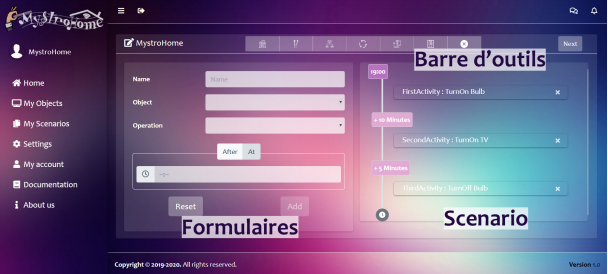 MystroHome
MystroHome
Home
My Objects
My Scenarios
Settings
My account
Documentation
About us
MystroHome
Next
Barre d'outils
Name
Name
Object
Operation
After
At
--:--
Reset
Add
Formulaires
19:00
FirstActivity : TurnOn Bulb
+ 10 Minutes
SecondActivity : TurnOn TV
+ 5 Minutes
ThirdActivity : TurnOff Bulb
Scenario
Copyright © 2019-2020. All rights reserved.
Version 1.0